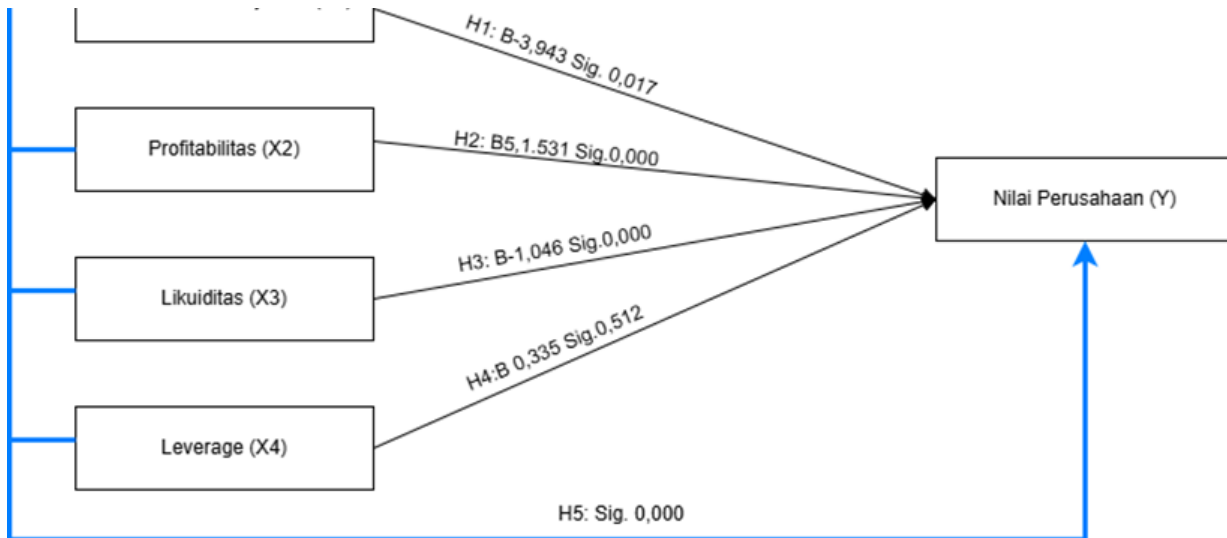 H1: B-3,943 Sig. 0,017
Profitabilitas (X2)
H2: B5,1.531 Sig.0,000
Nilai Perusahaan (Y)
H3: B-1,046 Sig.0,000
Likuiditas (X3)
H4:B 0,335 Sig.0,512
Leverage (X4)
H5: Sig. 0,000